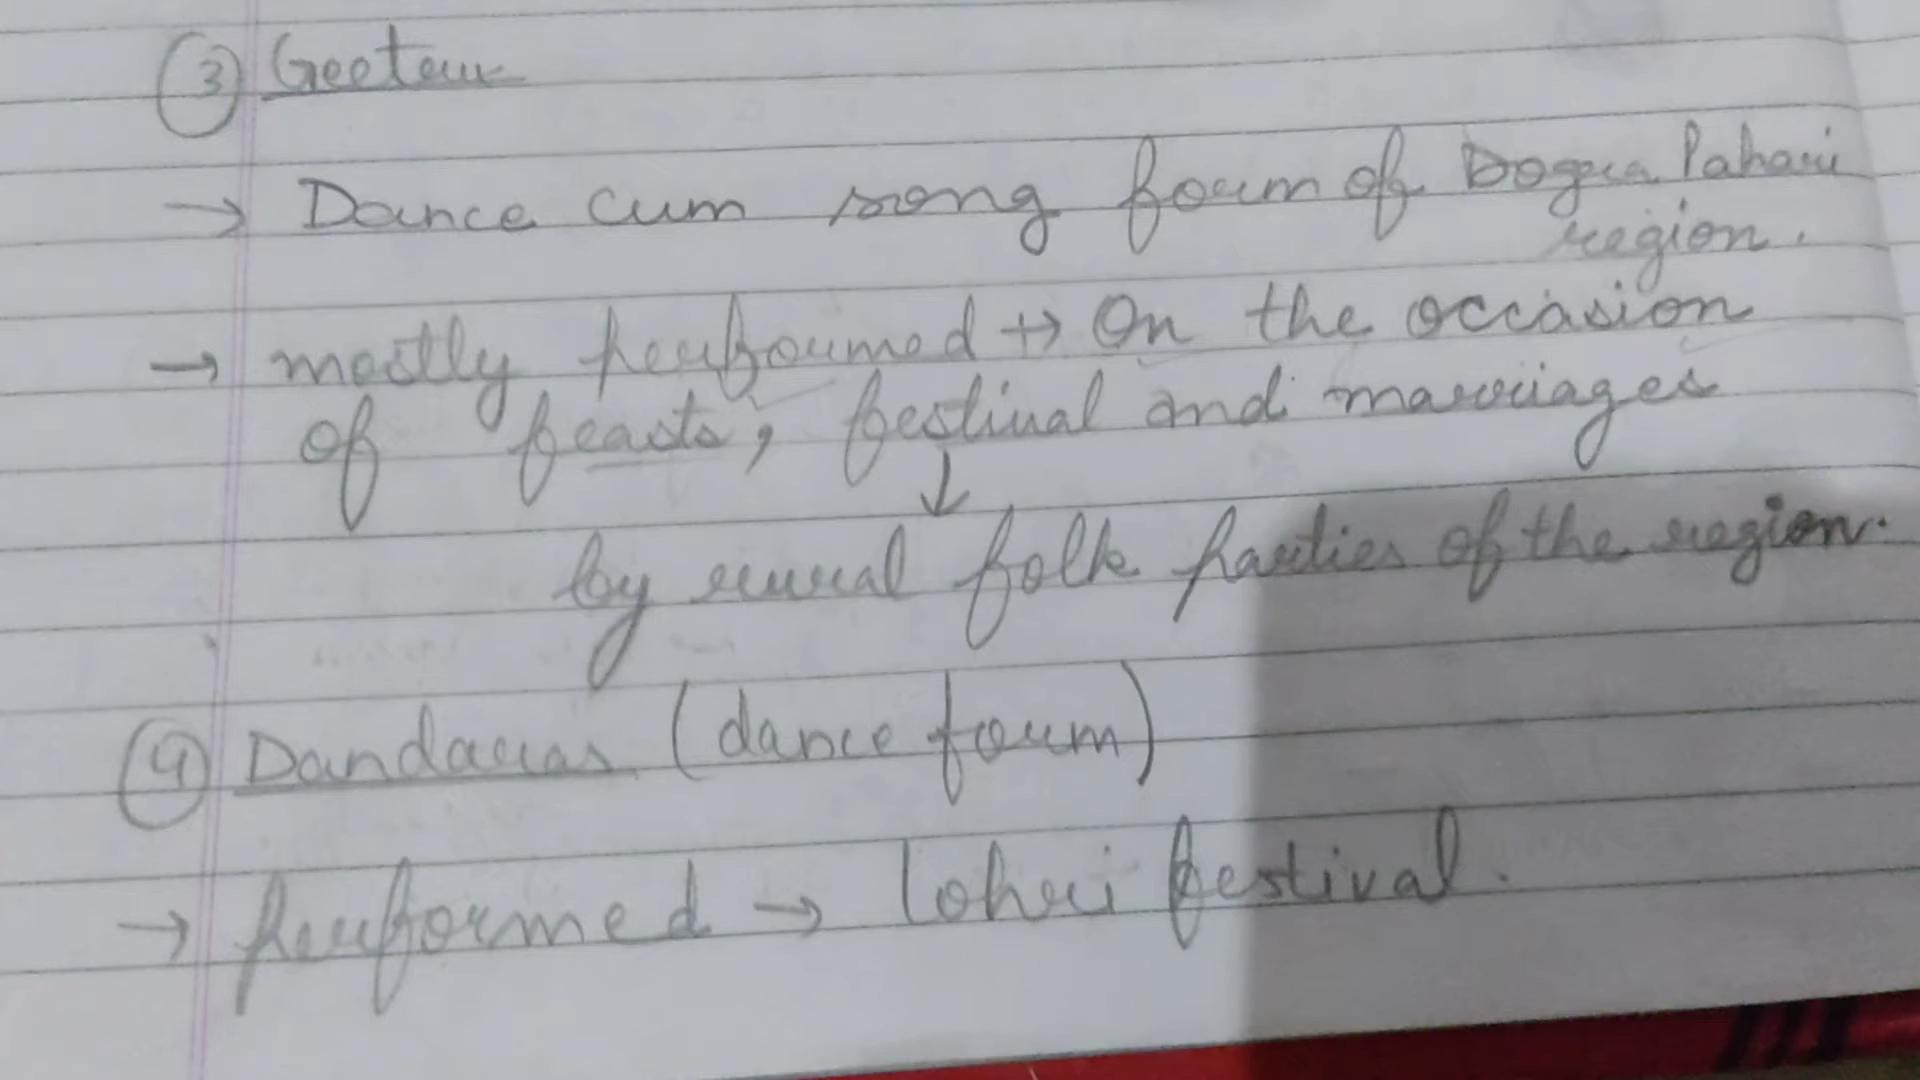 ③ Geetru
→ Dance cum song form of Dogra Pahari
region.
→ mostly performed +> On the occasion
of feasts, festival and marriages
↓
by rural folk parties of the region.
④ Dandaras (dance form)
→ performed → lohri festival.